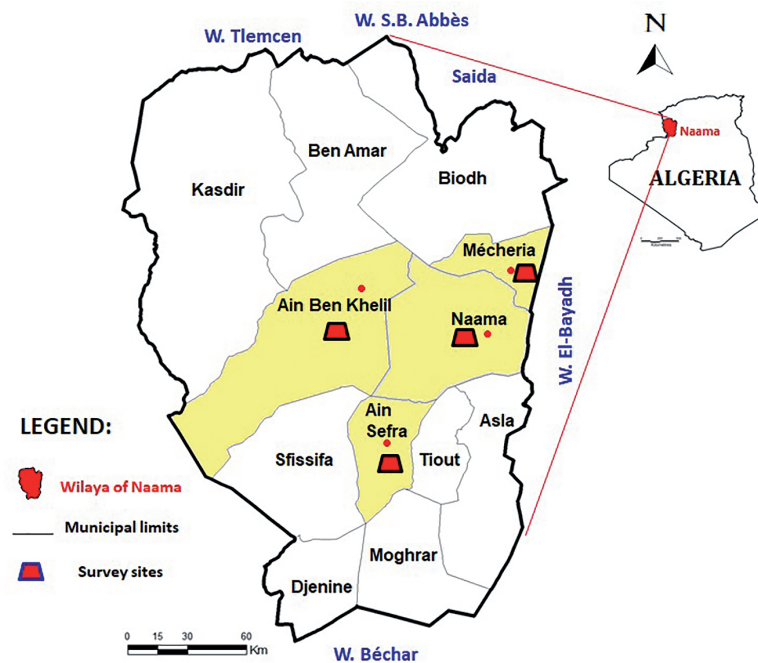 W. S.B. Abbès
W. Tlemcen
N
Saida
Naama
ALGERIA
Ben Amar
Kasdir
Biodh
Mécheria
Ain Ben Khelil
Naama
W. El-Bayadh
Ain
Sefra
Asla
Sfissifa
Tiout
Moghrar
Djenine
LEGEND:
Wilaya of Naama
Municipal limits
Survey sites
0 15 30 60
Km
W. Béchar